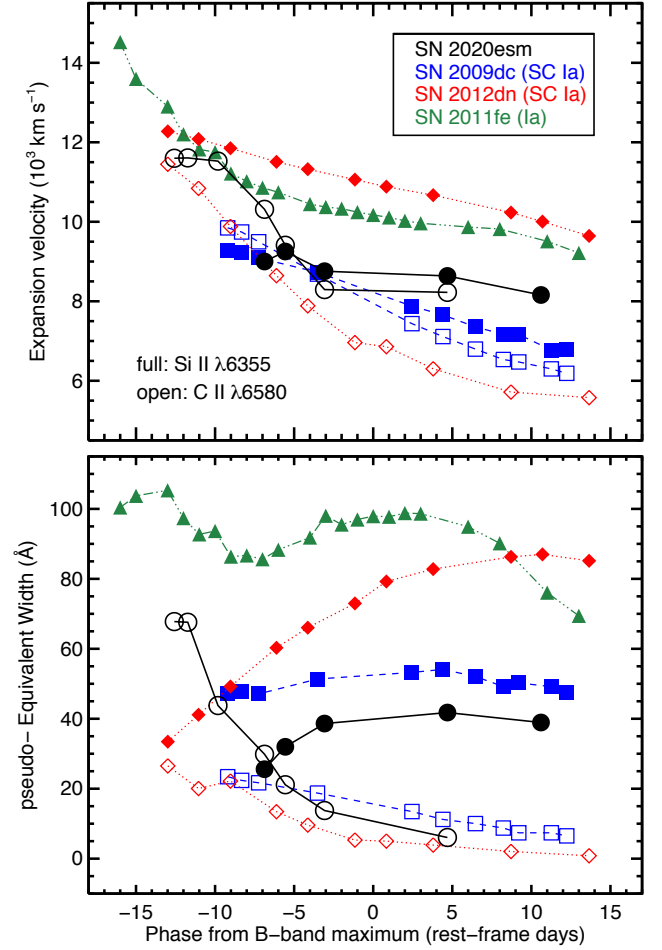 14
12
10
8
6
Expansion velocity (10³ km s⁻¹)
SN 2020esm
SN 2009dc (SC Ia)
SN 2012dn (SC Ia)
SN 2011fe (Ia)
full: Si II λ6355
open: C II λ6580
100
80
60
40
20
0
pseudo− Equivalent Width (Å)
−15 −10 −5 0 5 10 15
Phase from B−band maximum (rest−frame days)